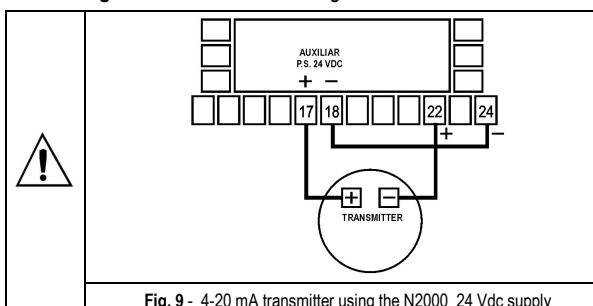 AUXILIAR
P.S. 24 VDC
+ −
17 18 22 24
+ −
+ −
TRANSMITTER
Fig. 9 - 4-20 mA transmitter using the N2000 24 Vdc supply